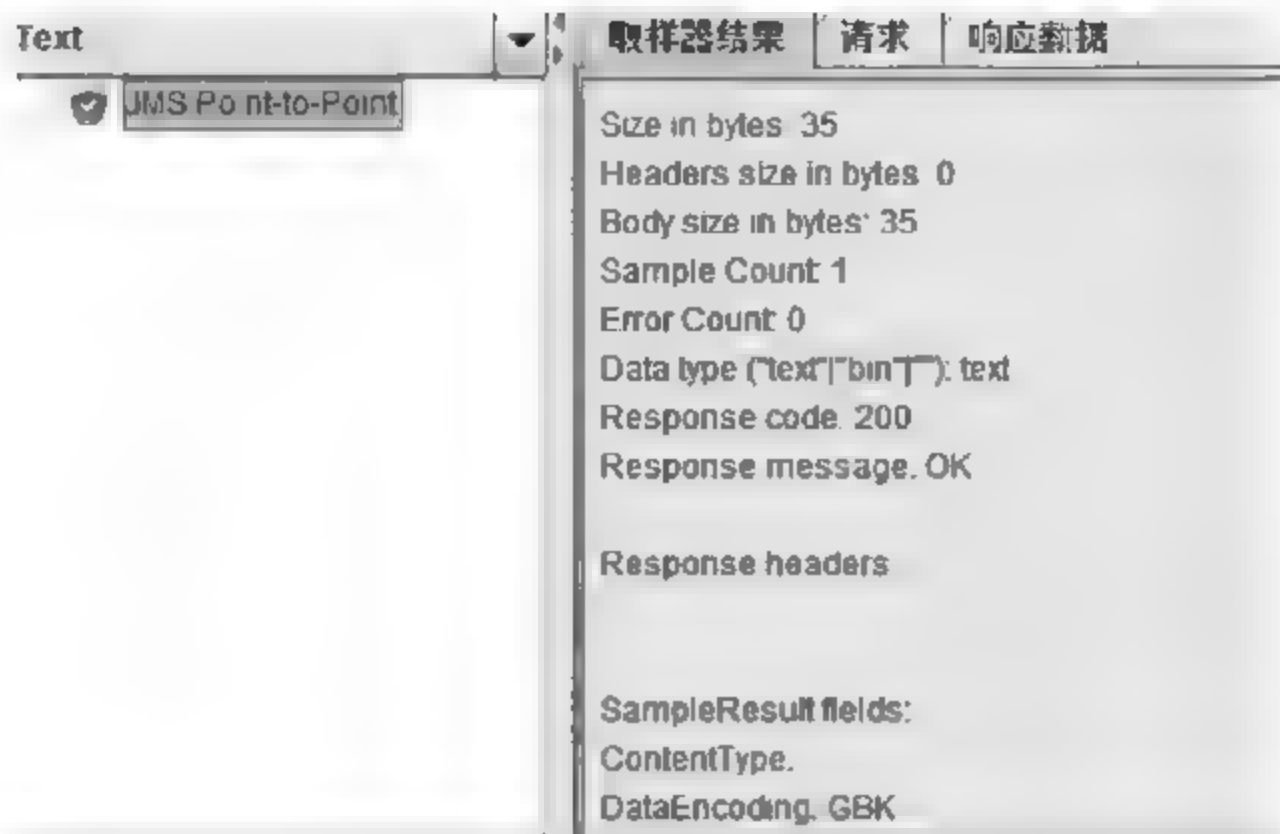 Text
JMS Point-to-Point
取样器结果 请求 响应数据
Size in bytes: 35
Headers size in bytes: 0
Body size in bytes: 35
Sample Count: 1
Error Count: 0
Data type ("text"|"bin"|""): text
Response code: 200
Response message: OK
Response headers:
SampleResult fields:
ContentType:
DataEncoding: GBK